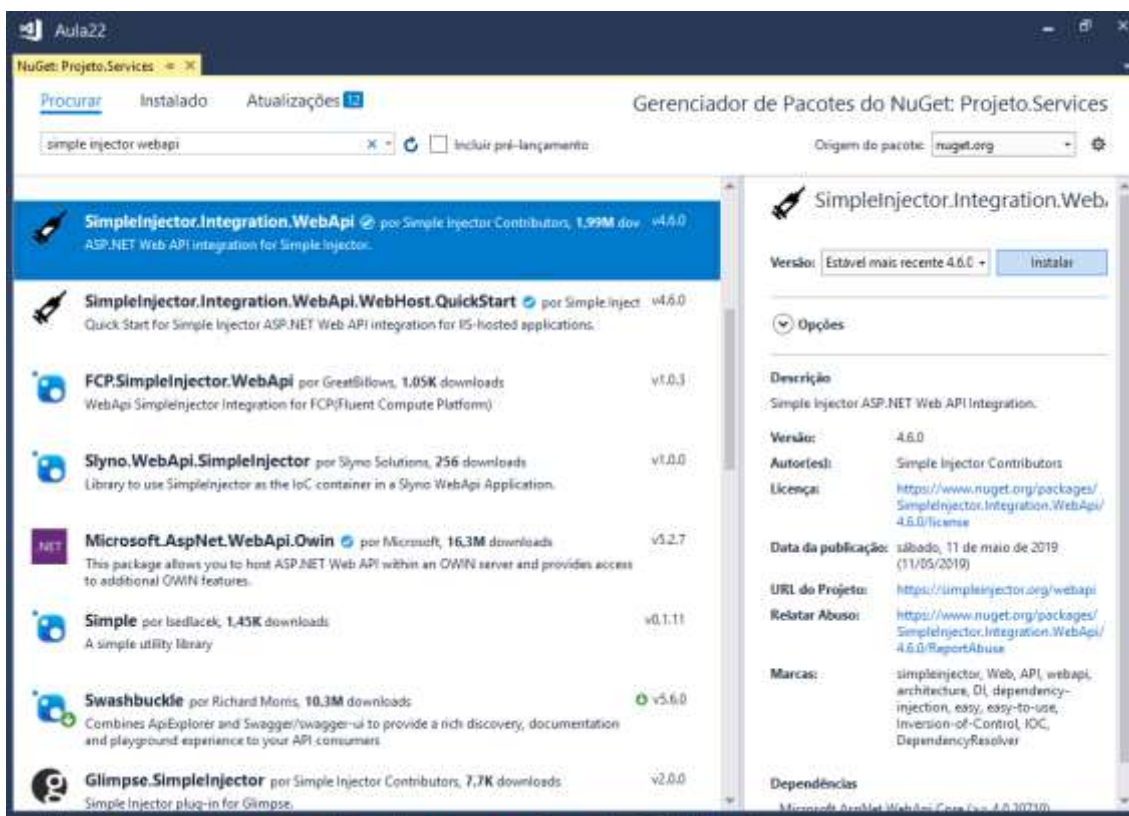 Aula22
NuGet: Projeto.Services
Procurar Instalado Atualizações 12
Gerenciador de Pacotes do NuGet: Projeto.Services
simple injector webapi
Incluir pré-lançamento
Origem do pacote: nuget.org
SimpleInjector.Integration.WebApi por Simple Injector Contributors, 1,99M dow v4.6.0
ASP.NET Web API integration for Simple Injector.
SimpleInjector.Integration.WebApi.WebHost.QuickStart por Simple Inject v4.6.0
Quick Start for Simple Injector ASP.NET Web API integration for IIS-hosted applications.
FCP.SimpleInjector.WebApi por GreatBillows, 1,05K downloads v1.0.3
WebApi SimpleInjector Integration for FCP(Fluent Compute Platform)
Slyno.WebApi.SimpleInjector por Slyno Solutions, 256 downloads v1.0.0
Library to use SimpleInjector as the IoC container in a Slyno WebApi Application.
.NET
Microsoft.AspNet.WebApi.Owin por Microsoft, 16,3M downloads v5.2.7
This package allows you to host ASP.NET Web API within an OWIN server and provides access
to additional OWIN features.
Simple por lsedlacek, 1,45K downloads v0.1.11
A simple utility library
Swashbuckle por Richard Morris, 10,3M downloads v5.6.0
Combines ApiExplorer and Swagger/swagger-ui to provide a rich discovery, documentation
and playground experience to your API consumers
Glimpse.SimpleInjector por Simple Injector Contributors, 7,7K downloads v2.0.0
Simple Injector plug-in for Glimpse.
SimpleInjector.Integration.Web
Versão: Estável mais recente 4.6.0 Instalar
Opções
Descrição
Simple Injector ASP.NET Web API Integration.
Versão: 4.6.0
Autor(es): Simple Injector Contributors
Licença: https://www.nuget.org/packages/
SimpleInjector.Integration.WebApi/
4.6.0/license
Data da publicação: sábado, 11 de maio de 2019
(11/05/2019)
URL do Projeto: https://simpleinjector.org/webapi
Relatar Abuso: https://www.nuget.org/packages/
SimpleInjector.Integration.WebApi/
4.6.0/ReportAbuse
Marcas: simpleinjector, Web, API, webapi,
architecture, DI, dependency-
injection, easy, easy-to-use,
Inversion-of-Control, IOC,
DependencyResolver
Dependências
Microsoft.AspNet.WebApi.Core (>= 4.0.30710)